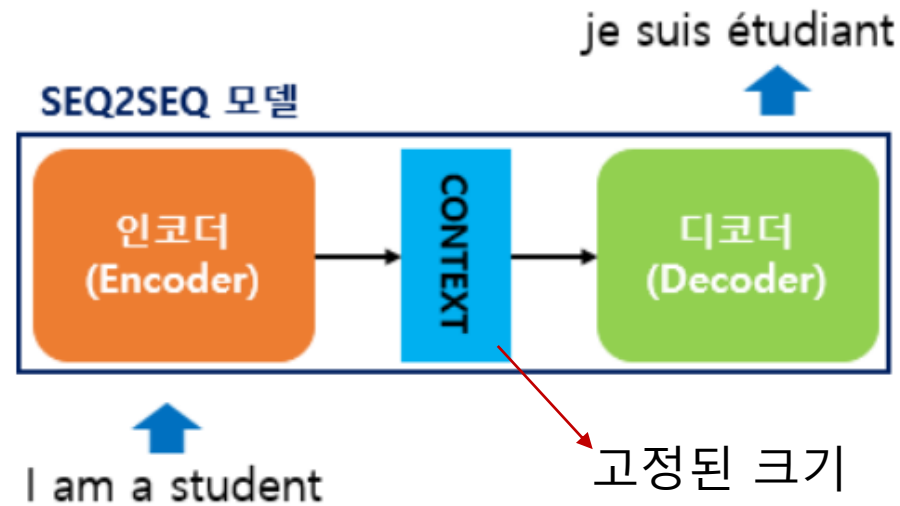 je suis étudiant
SEQ2SEQ 모델
인코더
(Encoder)
CONTEXT
디코더
(Decoder)
I am a student
고정된 크기